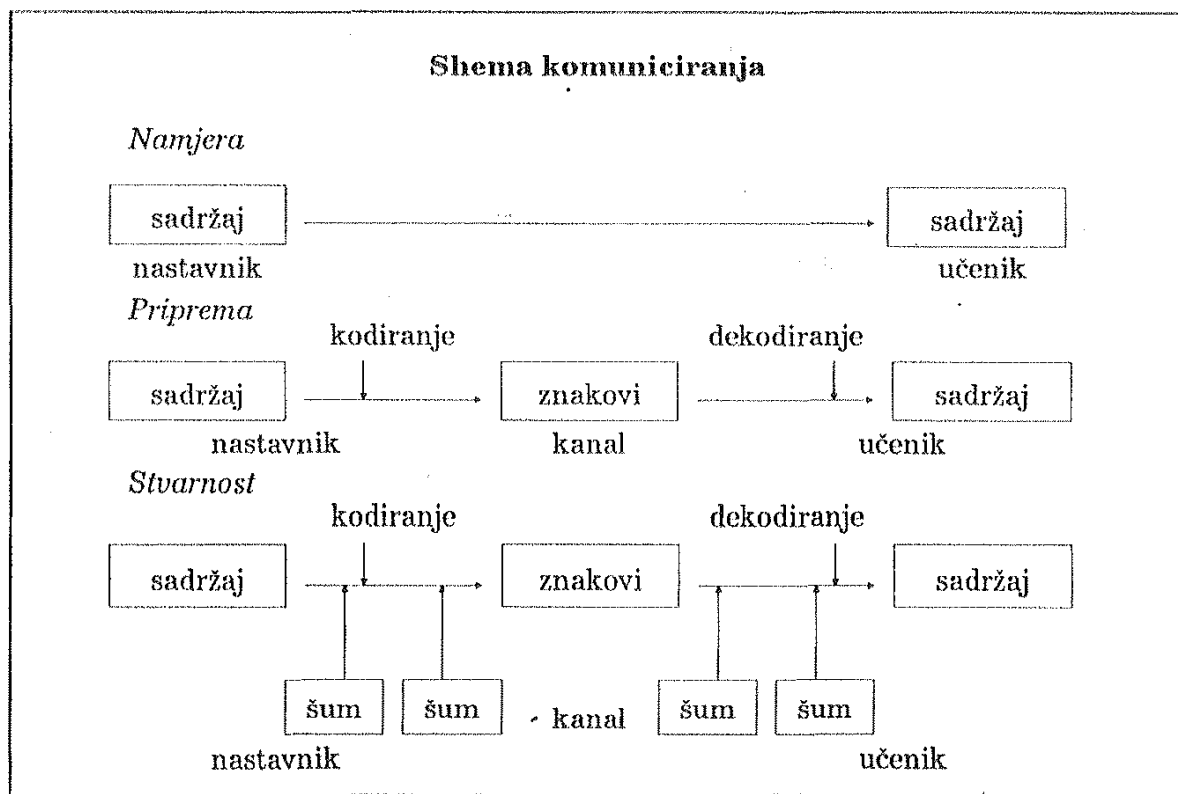 Shema komuniciranja
Namjera
sadržaj sadržaj
nastavnik učenik
Priprema
kodiranje dekodiranje
sadržaj znakovi sadržaj
nastavnik kanal učenik
Stvarnost
kodiranje dekodiranje
sadržaj znakovi sadržaj
šum šum kanal šum šum
nastavnik učenik